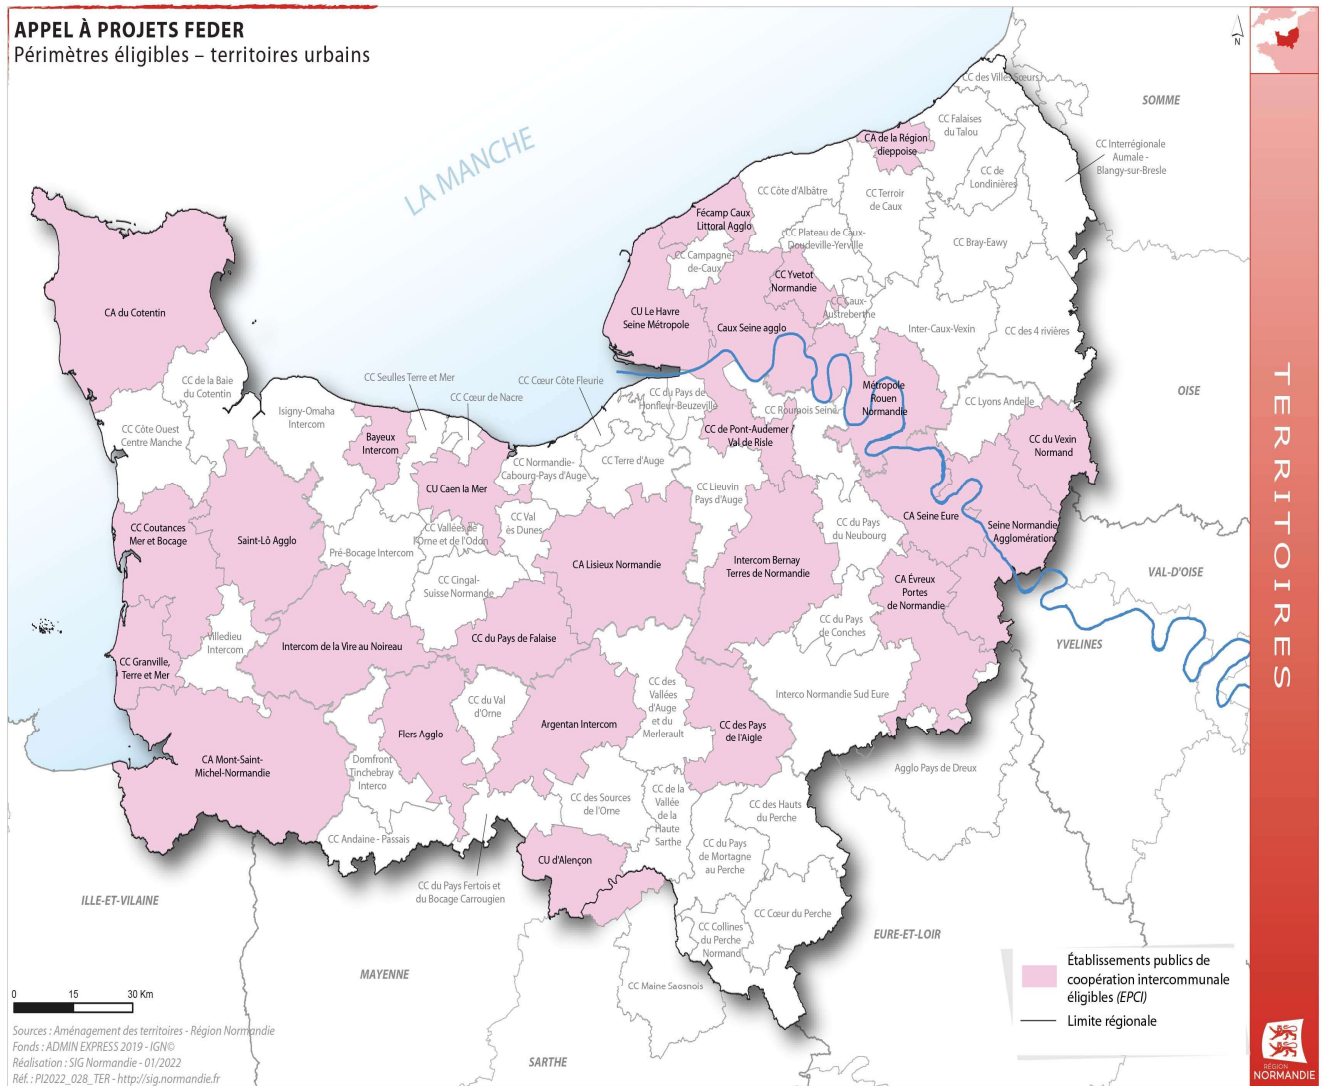 APPEL À PROJETS FEDER
Périmètres éligibles – territoires urbains
N
LA MANCHE
SOMME
OISE
VAL-D'OISE
YVELINES
EURE-ET-LOIR
SARTHE
MAYENNE
ILLE-ET-VILAINE
CC des Villes Sœurs
CC Falaises
du Talou
CA de la Région
dieppoise
CC Interrégionale
Aumale -
Blangy-sur-Bresle
CC de
Londinières
CC Côte d'Albâtre
CC Terroir
de Caux
Fécamp Caux
Littoral Agglo
CC Plateau de Caux-
Doudeville-Yerville
CC Bray-Eawy
CC Campagne-
de-Caux
CC Yvetot
Normandie
CC Caux-
Austreberthe
CU Le Havre
Seine Métropole
Caux Seine agglo
Inter-Caux-Vexin
CC des 4 rivières
CA du Cotentin
CC de la Baie
du Cotentin
CC Seulles Terre et Mer
CC Cœur de Nacre
CC Cœur Côte Fleurie
CC du Pays de
Honfleur-Beuzeville
CC Roumois Seine
Métropole
Rouen
Normandie
CC Lyons Andelle
CC Côte Ouest
Centre Manche
Isigny-Omaha
Intercom
Bayeux
Intercom
CC de Pont-Audemer /
Val de Risle
CC du Vexin
Normand
CU Caen la Mer
CC Normandie-
Cabourg-Pays d'Auge
CC Terre d'Auge
CC Lieuvin
Pays d'Auge
CC Coutances
Mer et Bocage
Saint-Lô Agglo
Pré-Bocage Intercom
CC Vallées de
l'Orne et de l'Odon
CC Val
ès Dunes
CA Seine Eure
Seine Normandie
Agglomération
CC du Pays
du Neubourg
CC Cingal-
Suisse Normande
CA Lisieux Normandie
Intercom Bernay
Terres de Normandie
CA Évreux
Portes
de Normandie
CC du Pays
de Conches
Villedieu
Intercom
Intercom de la Vire au Noireau
CC du Pays de Falaise
CC Granville,
Terre et Mer
CC du Val
d'Orne
CC des
Vallées
d'Auge
et du
Merlerault
Interco Normandie Sud Eure
Flers Agglo
Argentan Intercom
CC des Pays
de l'Aigle
CA Mont-Saint-
Michel-Normandie
Domfront
Tinchebray
Interco
CC des Sources
de l'Orne
CC de la
Vallée
de la
Haute
Sarthe
CC des Hauts
du Perche
Agglo Pays de Dreux
CC Andaine - Passais
CC du Pays Fertois et
du Bocage Carrougien
CU d'Alençon
CC du Pays
de Mortagne
au Perche
CC Cœur du Perche
CC Collines
du Perche
Normand
CC Maine Saosnois
Établissements publics de
coopération intercommunale
éligibles (EPCI)
Limite régionale
0 15 30 Km
Sources : Aménagement des territoires - Région Normandie
Fonds : ADMIN EXPRESS 2019 - IGN©
Réalisation : SIG Normandie - 01/2022
Réf. : PI2022_028_TER - http://sig.normandie.fr
TERRITOIRES
RÉGION
NORMANDIE